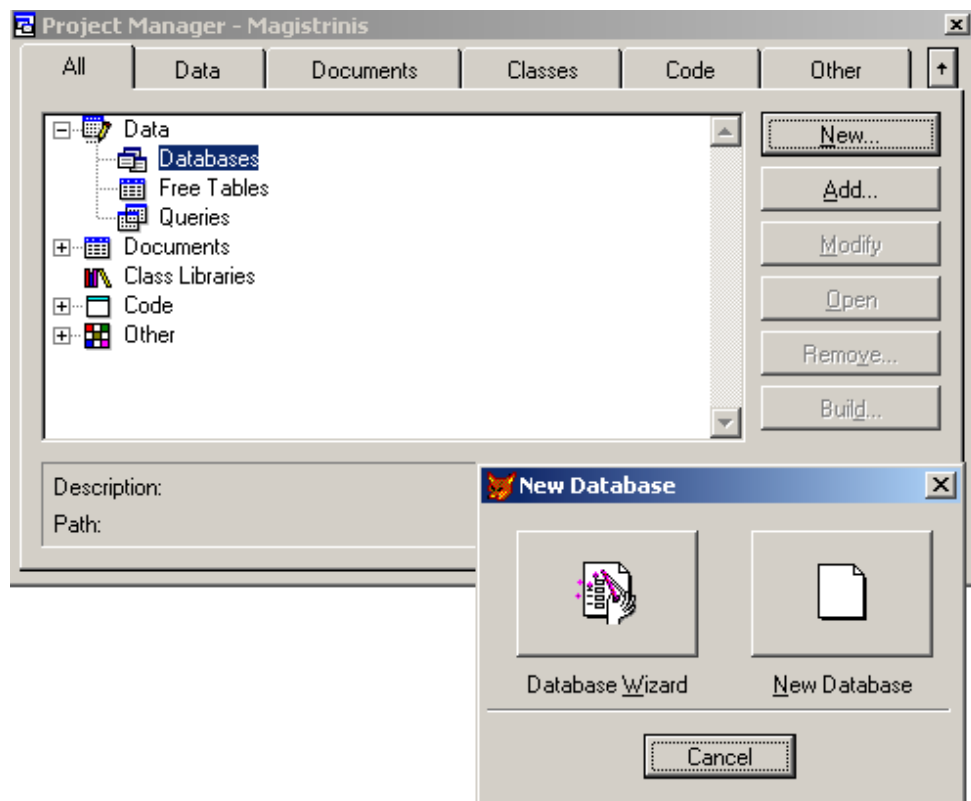 Project Manager - Magistrinis
All Data Documents Classes Code Other
Data
Databases
Free Tables
Queries
Documents
Class Libraries
Code
Other
New...
Add...
Modify
Open
Remove...
Build...
Description:
Path:
New Database
Database Wizard New Database
Cancel